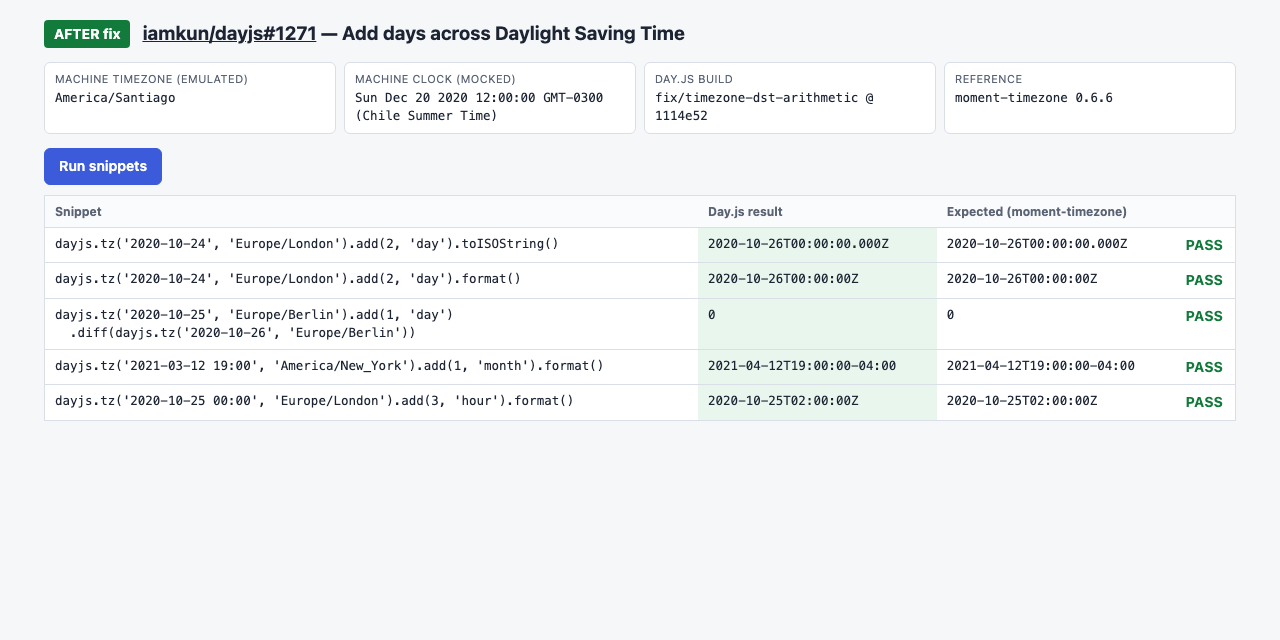 AFTER fix iamkun/dayjs#1271 — Add days across Daylight Saving Time
MACHINE TIMEZONE (EMULATED)
America/Santiago
MACHINE CLOCK (MOCKED)
Sun Dec 20 2020 12:00:00 GMT-0300
(Chile Summer Time)
DAY.JS BUILD
fix/timezone-dst-arithmetic @
1114e52
REFERENCE
moment-timezone 0.6.6
Run snippets
Snippet Day.js result Expected (moment-timezone)
dayjs.tz('2020-10-24', 'Europe/London').add(2, 'day').toISOString() 2020-10-26T00:00:00.000Z 2020-10-26T00:00:00.000Z PASS
dayjs.tz('2020-10-24', 'Europe/London').add(2, 'day').format() 2020-10-26T00:00:00Z 2020-10-26T00:00:00Z PASS
dayjs.tz('2020-10-25', 'Europe/Berlin').add(1, 'day') 0 0 PASS
.diff(dayjs.tz('2020-10-26', 'Europe/Berlin'))
dayjs.tz('2021-03-12 19:00', 'America/New_York').add(1, 'month').format() 2021-04-12T19:00:00-04:00 2021-04-12T19:00:00-04:00 PASS
dayjs.tz('2020-10-25 00:00', 'Europe/London').add(3, 'hour').format() 2020-10-25T02:00:00Z 2020-10-25T02:00:00Z PASS